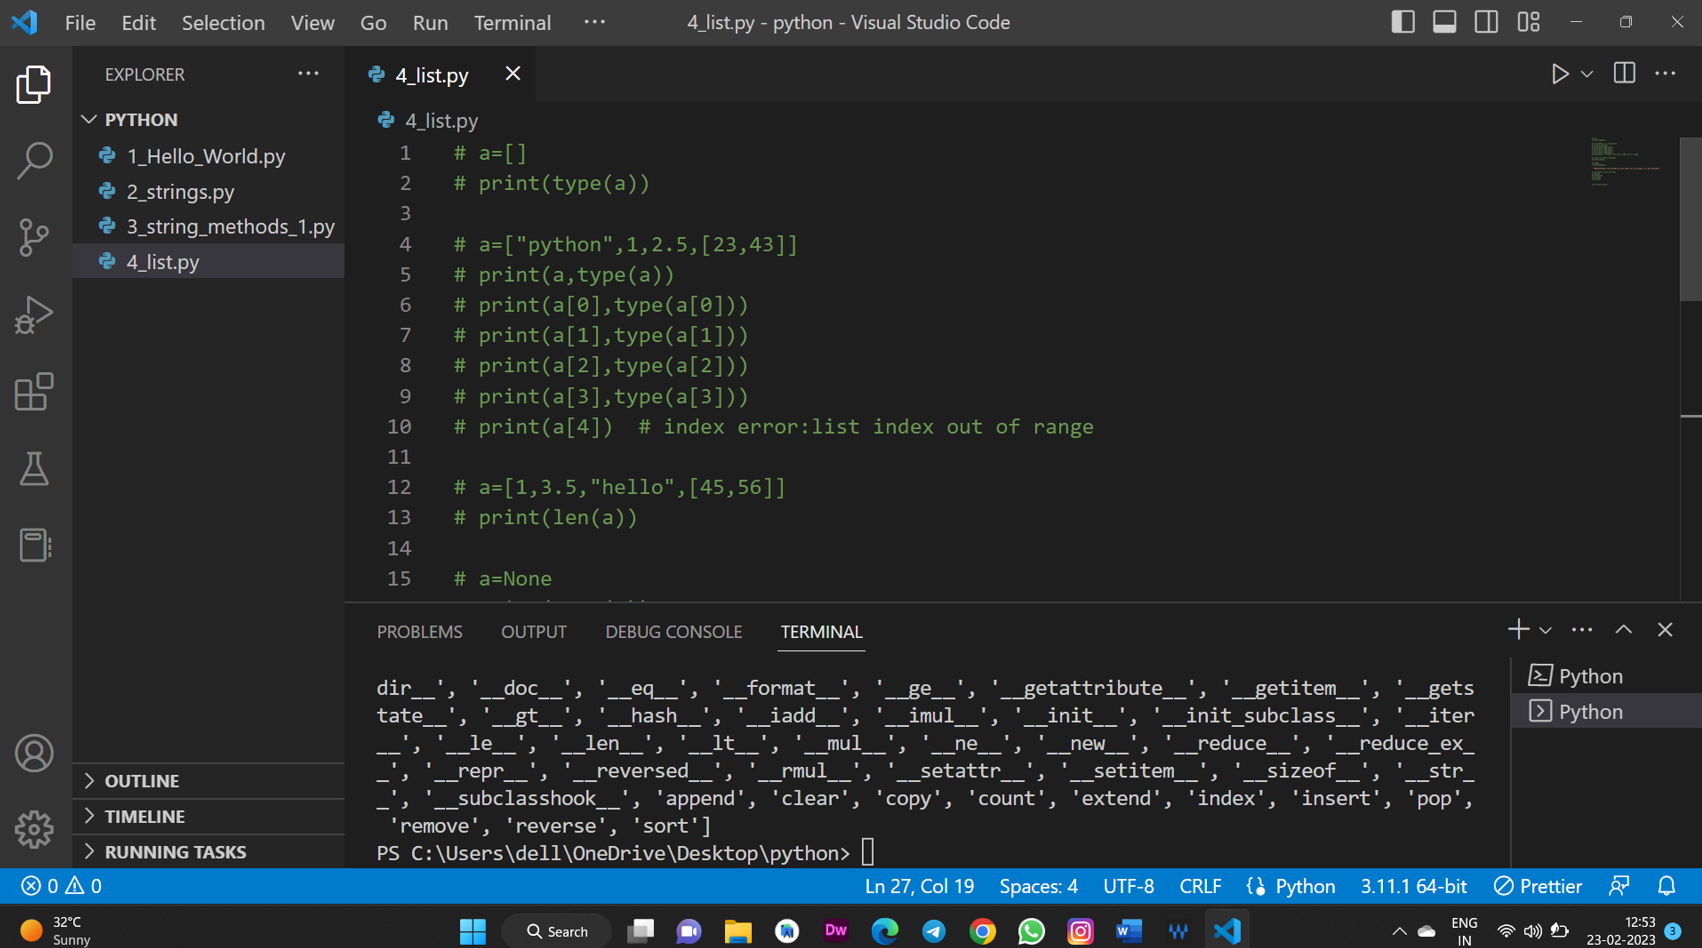 File Edit Selection View Go Run Terminal ··· 4_list.py - python - Visual Studio Code
EXPLORER ···
PYTHON
1_Hello_World.py
2_strings.py
3_string_methods_1.py
4_list.py
OUTLINE
TIMELINE
RUNNING TASKS
4_list.py
4_list.py
1 # a=[]
2 # print(type(a))
3
4 # a=["python",1,2.5,[23,43]]
5 # print(a,type(a))
6 # print(a[0],type(a[0]))
7 # print(a[1],type(a[1]))
8 # print(a[2],type(a[2]))
9 # print(a[3],type(a[3]))
10 # print(a[4])  # index error:list index out of range
11
12 # a=[1,3.5,"hello",[45,56]]
13 # print(len(a))
14
15 # a=None
PROBLEMS OUTPUT DEBUG CONSOLE TERMINAL
dir__', '__doc__', '__eq__', '__format__', '__ge__', '__getattribute__', '__getitem__', '__gets
tate__', '__gt__', '__hash__', '__iadd__', '__imul__', '__init__', '__init_subclass__', '__iter
__', '__le__', '__len__', '__lt__', '__mul__', '__ne__', '__new__', '__reduce__', '__reduce_ex_
_', '__repr__', '__reversed__', '__rmul__', '__setattr__', '__setitem__', '__sizeof__', '__str_
_', '__subclasshook__', 'append', 'clear', 'copy', 'count', 'extend', 'index', 'insert', 'pop',
'remove', 'reverse', 'sort']
PS C:\Users\dell\OneDrive\Desktop\python>
Python
Python
0 0 Ln 27, Col 19 Spaces: 4 UTF-8 CRLF Python 3.11.1 64-bit Prettier
32°C
Sunny
Search
Dw
W
ENG
IN
12:53
23-02-2023
3